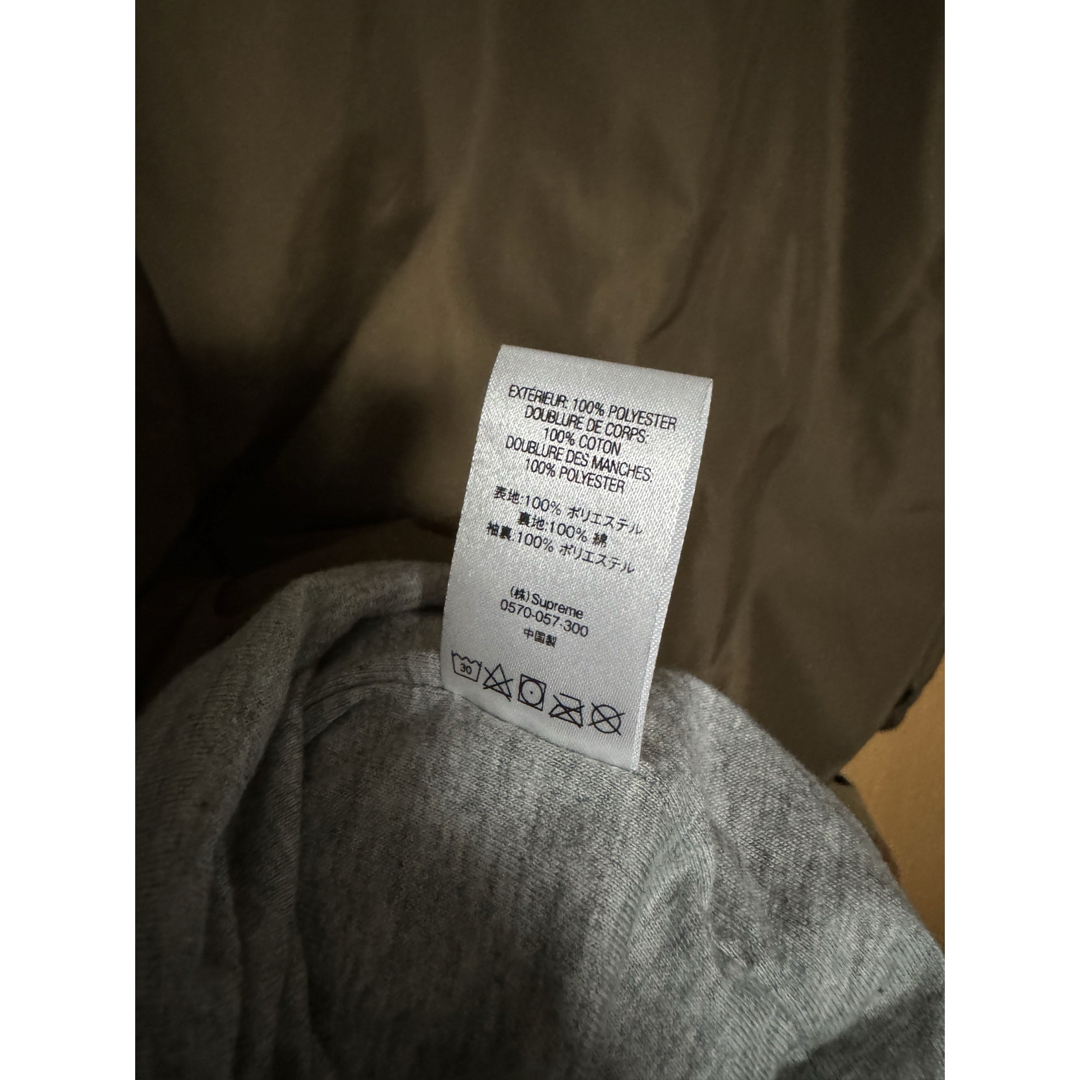 EXTÉRIEUR: 100% POLYESTER
DOUBLURE DE CORPS:
100% COTON
DOUBLURE DES MANCHES:
100% POLYESTER
表地:100% ポリエステル
裏地:100% 綿
袖裏:100% ポリエステル
(株)Supreme
0570-057-300
中国製
30